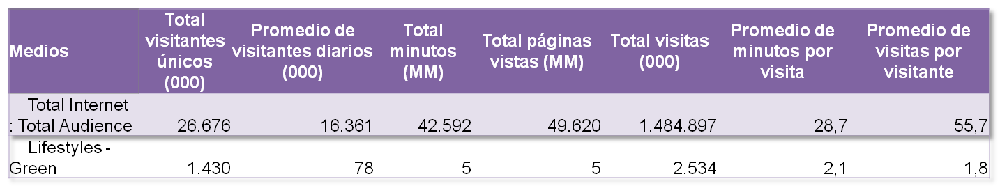 Medios Total visitantes únicos (000) Promedio de visitantes diarios (000) Total minutos (MM) Total páginas vistas (MM) Total visitas (000) Promedio de minutos por visita Promedio de visitas por visitante
Total Internet : Total Audience 26.676 16.361 42.592 49.620 1.484.897 28,7 55,7
Lifestyles - Green 1.430 78 5 5 2.534 2,1 1,8